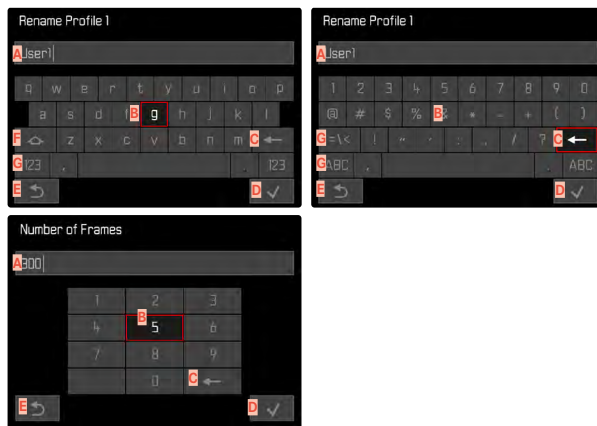 Rename Profile 1
A User1
q w e r t y u i o p
a s d f B g h j k l
F z x c v b n m C
G 123 , . 123
E D
Rename Profile 1
A User1
1 2 3 4 5 6 7 8 9 0
@ # $ % B & * - + ( )
G =\< ! " ' : ; , / ? C
G ABC , . ABC
E D
Number of Frames
A 300
1 2 3
4 B 5 6
7 8 9
0 C
E D